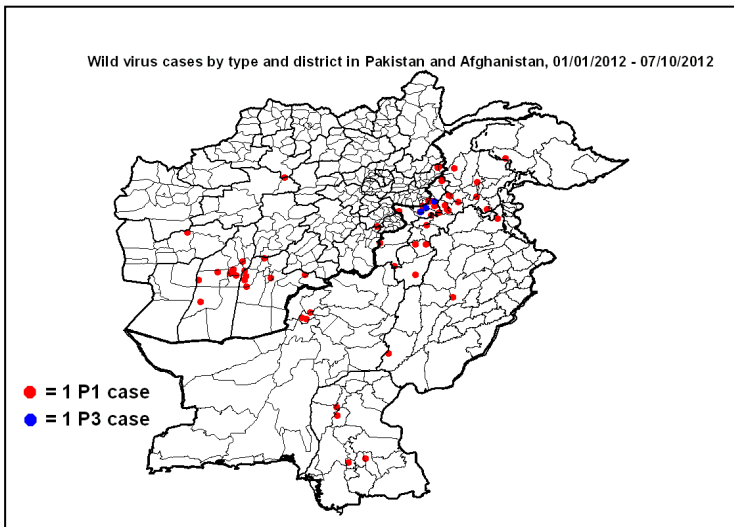 Wild virus cases by type and district in Pakistan and Afghanistan, 01/01/2012 - 07/10/2012
= 1 P1 case
= 1 P3 case